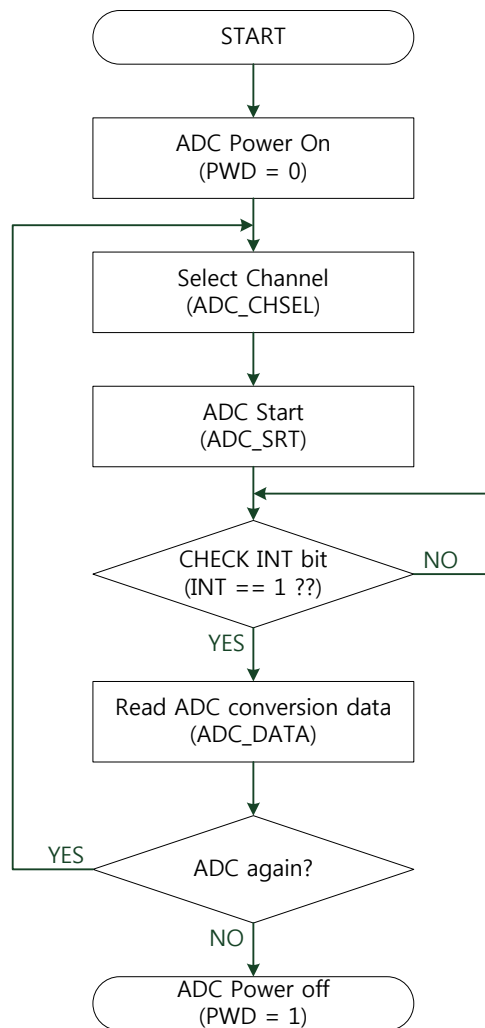 START
ADC Power On
(PWD = 0)
Select Channel
(ADC_CHSEL)
ADC Start
(ADC_SRT)
CHECK INT bit
(INT == 1 ??)
NO
YES
Read ADC conversion data
(ADC_DATA)
YES
ADC again?
NO
ADC Power off
(PWD = 1)